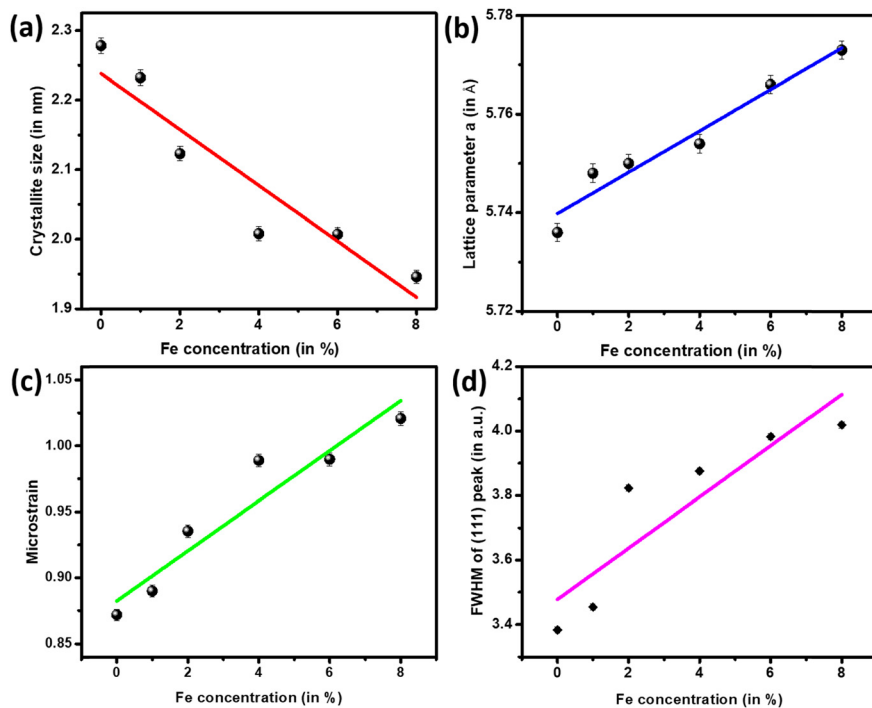 (a)
2.3
2.2
2.1
2.0
1.9
Crystallite size (in nm)
0 2 4 6 8
Fe concentration (in %)
(b)
5.78
5.76
5.74
5.72
Lattice parameter a (in Å)
0 2 4 6 8
Fe concentration (in %)
(c)
1.05
1.00
0.95
0.90
0.85
Microstrain
0 2 4 6 8
Fe concentration (in %)
(d)
4.2
4.0
3.8
3.6
3.4
FWHM of (111) peak (in a.u.)
0 2 4 6 8
Fe concentration (in %)